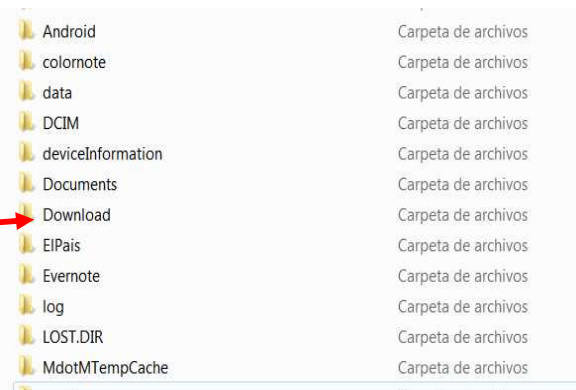 Android Carpeta de archivos
colornote Carpeta de archivos
data Carpeta de archivos
DCIM Carpeta de archivos
deviceInformation Carpeta de archivos
Documents Carpeta de archivos
Download Carpeta de archivos
ElPais Carpeta de archivos
Evernote Carpeta de archivos
log Carpeta de archivos
LOST.DIR Carpeta de archivos
MdotMTempCache Carpeta de archivos